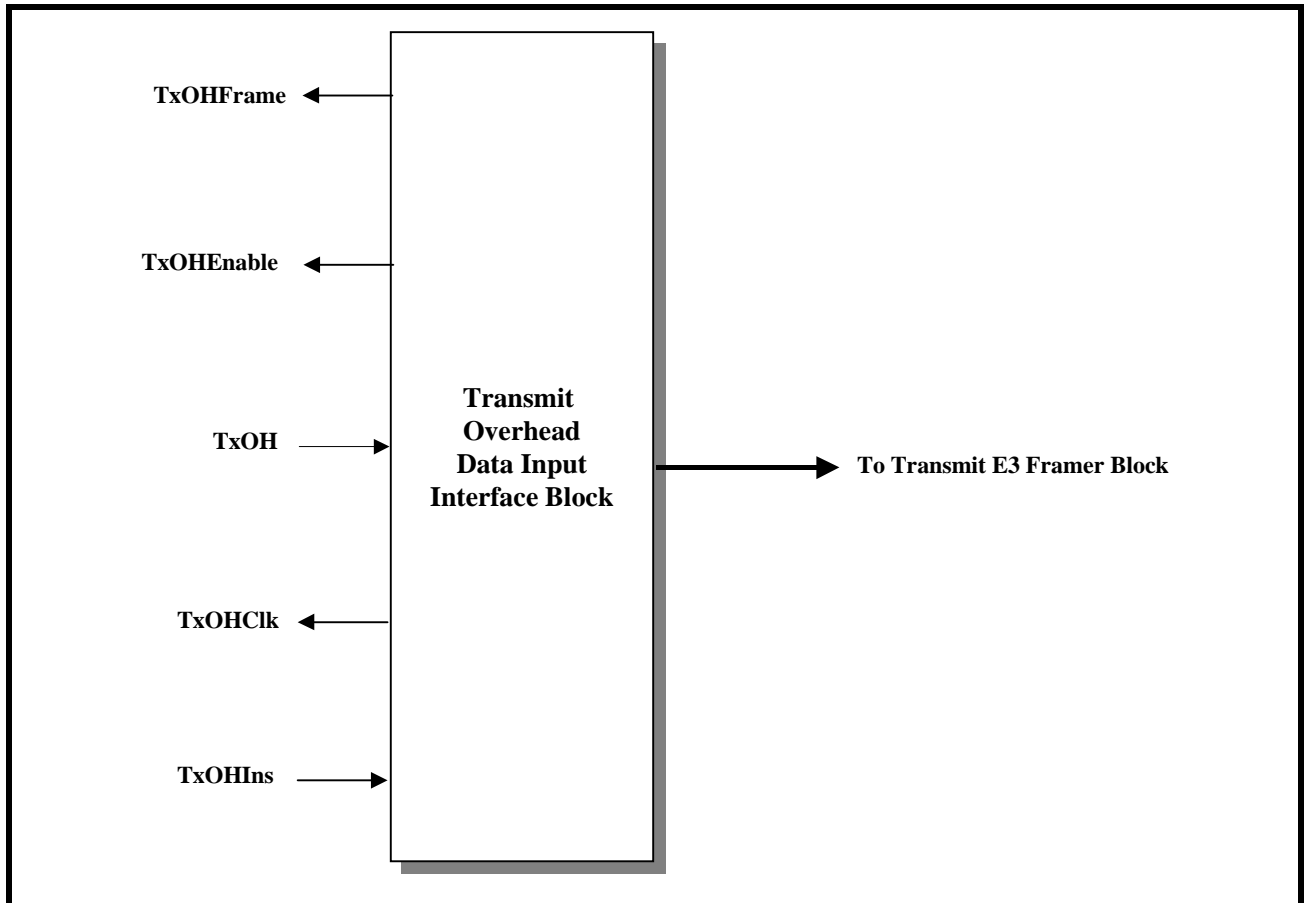 TxOHFrame
TxOHEnable
TxOH
TxOHClk
TxOHIns
Transmit
Overhead
Data Input
Interface Block
To Transmit E3 Framer Block